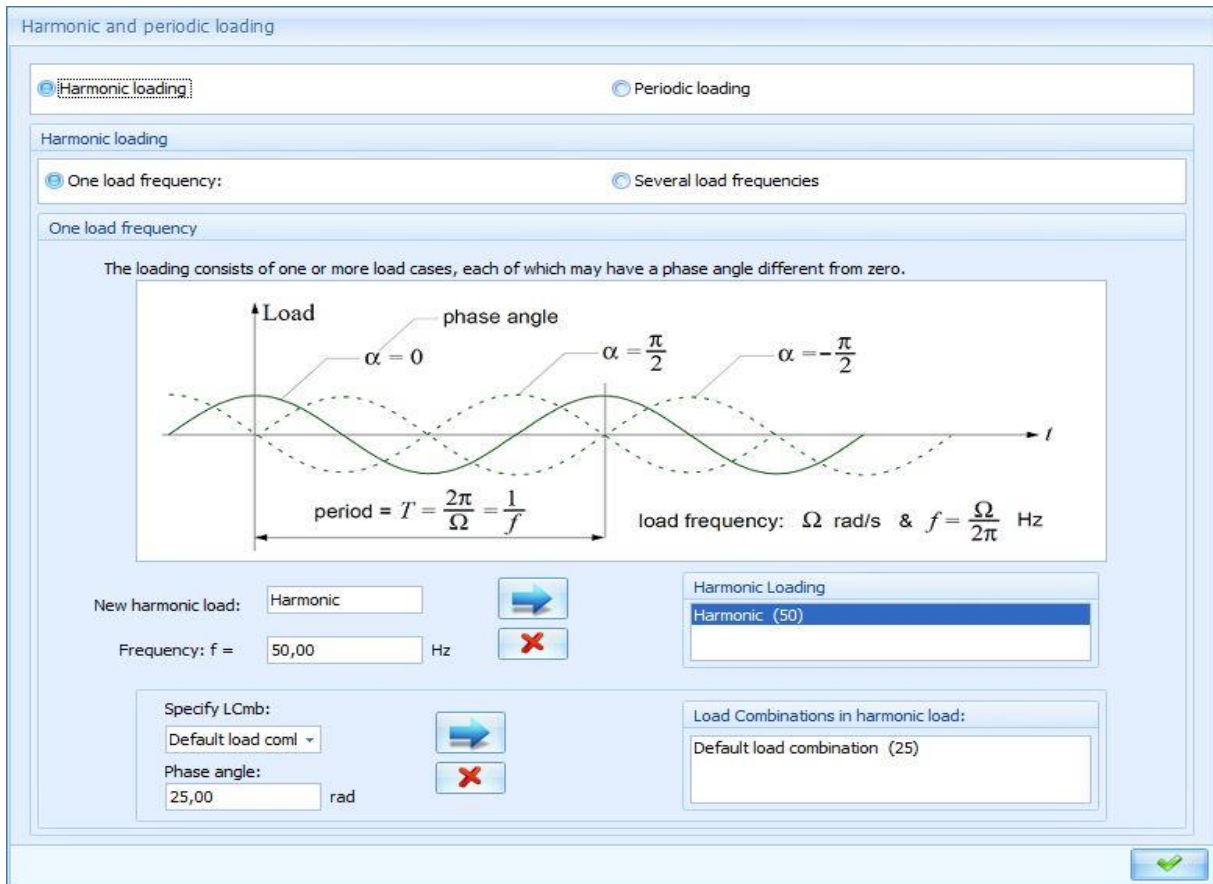 Harmonic and periodic loading
Harmonic loading
Periodic loading
Harmonic loading
One load frequency:
Several load frequencies
One load frequency
The loading consists of one or more load cases, each of which may have a phase angle different from zero.
Load
phase angle
α = 0
α = π/2
α = -π/2
t
period = T = 2π/Ω = 1/f
load frequency: Ω rad/s & f = Ω/2π Hz
New harmonic load:
Harmonic
Frequency: f =
50,00
Hz
Harmonic Loading
Harmonic (50)
Specify LCmb:
Default load coml
Phase angle:
25,00
rad
Load Combinations in harmonic load:
Default load combination (25)